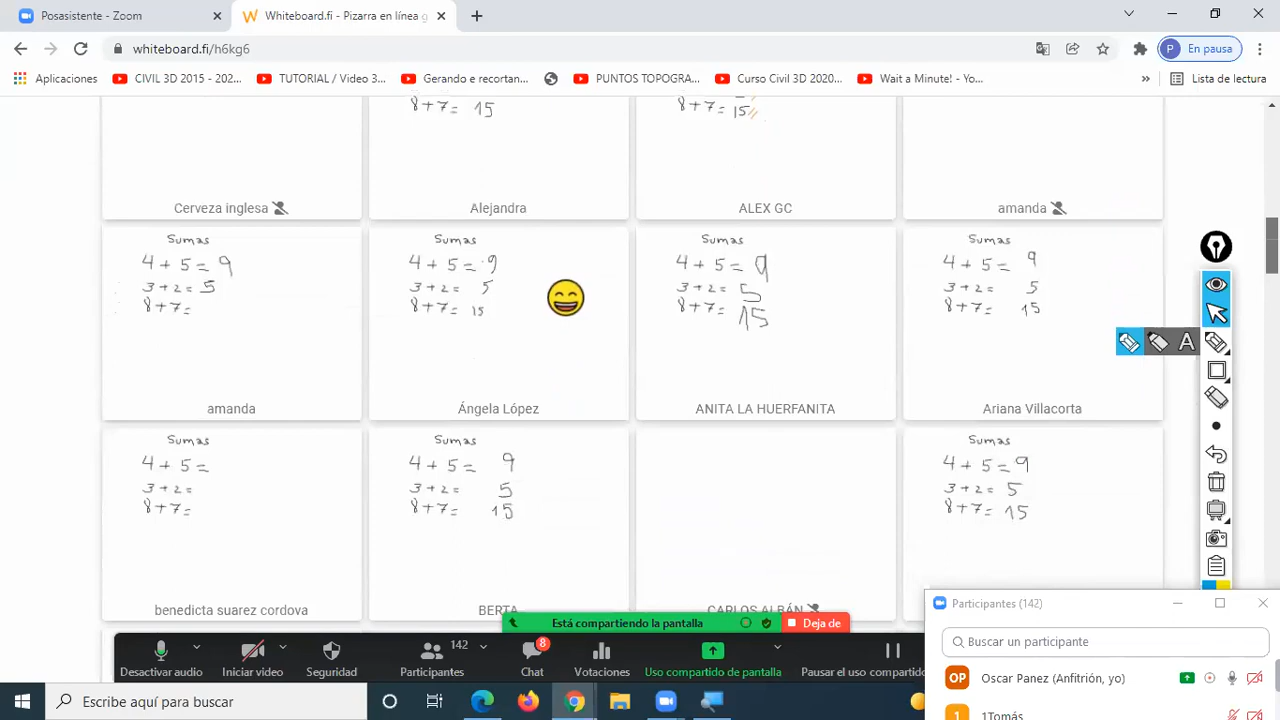 Posasistente - Zoom
Whiteboard.fi - Pizarra en línea g
whiteboard.fi/h6kg6
En pausa
Aplicaciones
CIVIL 3D 2015 - 202...
TUTORIAL / Video 3...
Gerando e recortan...
PUNTOS TOPOGRA...
Curso Civil 3D 2020...
Wait a Minute! - Yo...
»
Lista de lectura
8+7= 15
8+7= 15//
Cerveza inglesa
Alejandra
ALEX GC
amanda
Sumas
4 + 5 = 9
3+2= 5
8+7=
amanda
Sumas
4 + 5 = 9
3+2= 5
8+7= 15
Ángela López
Sumas
4 + 5 = 9
3+2= 5
8+7= 15
ANITA LA HUERFANITA
Sumas
4 + 5 = 9
3+2= 5
8+7= 15
Ariana Villacorta
A
Sumas
4 + 5 =
3+2=
8+7=
benedicta suarez cordova
Sumas
4 + 5 = 9
3+2= 5
8+7= 15
BERTA
CARLOS ALBÁN
Sumas
4 + 5 = 9
3+2= 5
8+7= 15
Participantes (142)
Buscar un participante
OP Oscar Panez (Anfitrión, yo)
1 1Tomás
Está compartiendo la pantalla
Deja de
142
8
Desactivar audio
Iniciar video
Seguridad
Participantes
Chat
Votaciones
Uso compartido de pantalla
Pausar el uso compartido
Escribe aquí para buscar